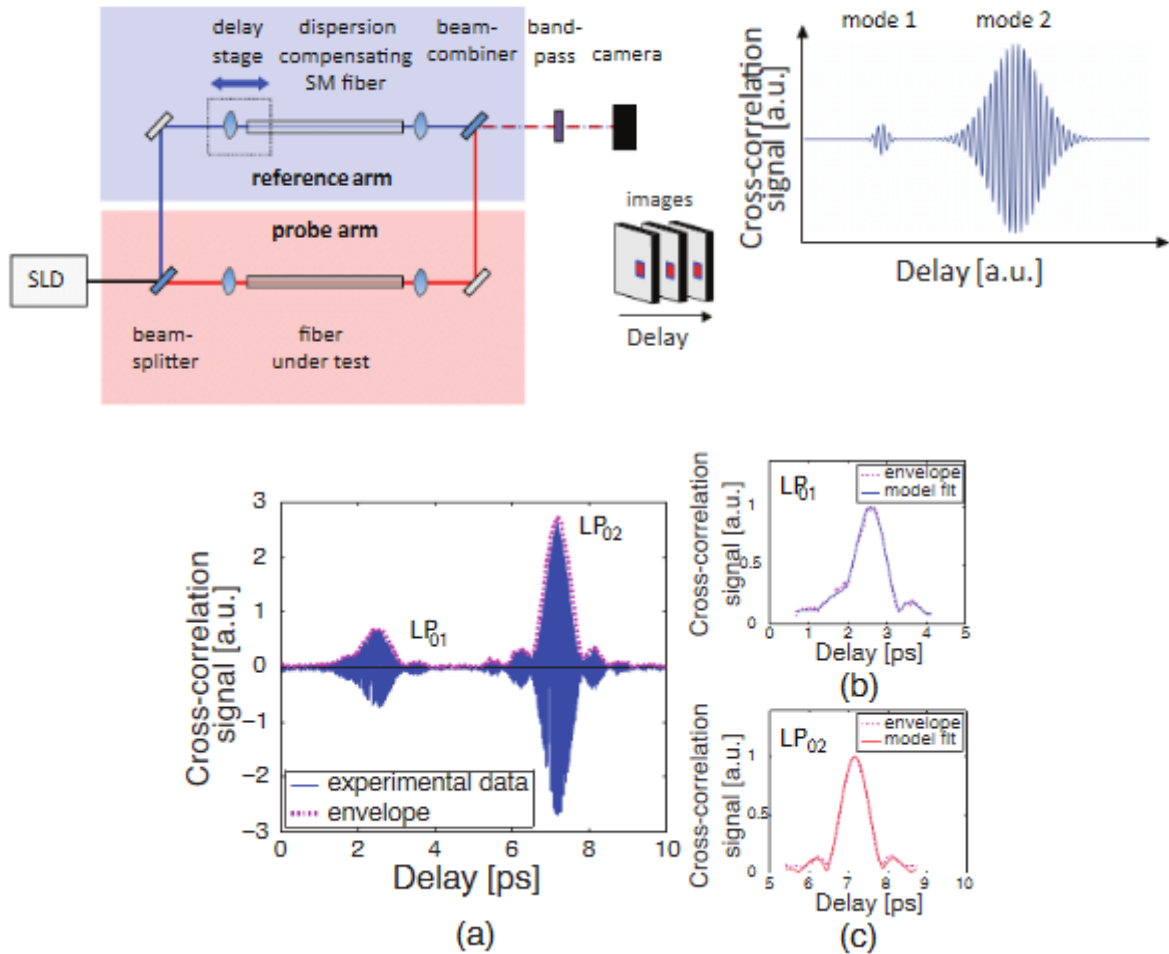 delay
stage
dispersion
compensating
SM fiber
beam-
combiner
band-
pass
camera
reference arm
probe arm
SLD
beam-
splitter
fiber
under test
images
Delay
mode 1
mode 2
Cross-correlation
signal [a.u.]
Delay [a.u.]
Cross-correlation
signal [a.u.]
3
2
1
0
−1
−2
−3
LP01
LP02
experimental data
envelope
0 2 4 6 8 10
Delay [ps]
(a)
Cross-correlation
signal [a.u.]
LP01
envelope
model fit
1
0.5
0
0 1 2 3 4 5
Delay [ps]
(b)
Cross-correlation
signal [a.u.]
LP02
envelope
model fit
1
0.5
0
5 6 7 8 9 10
Delay [ps]
(c)